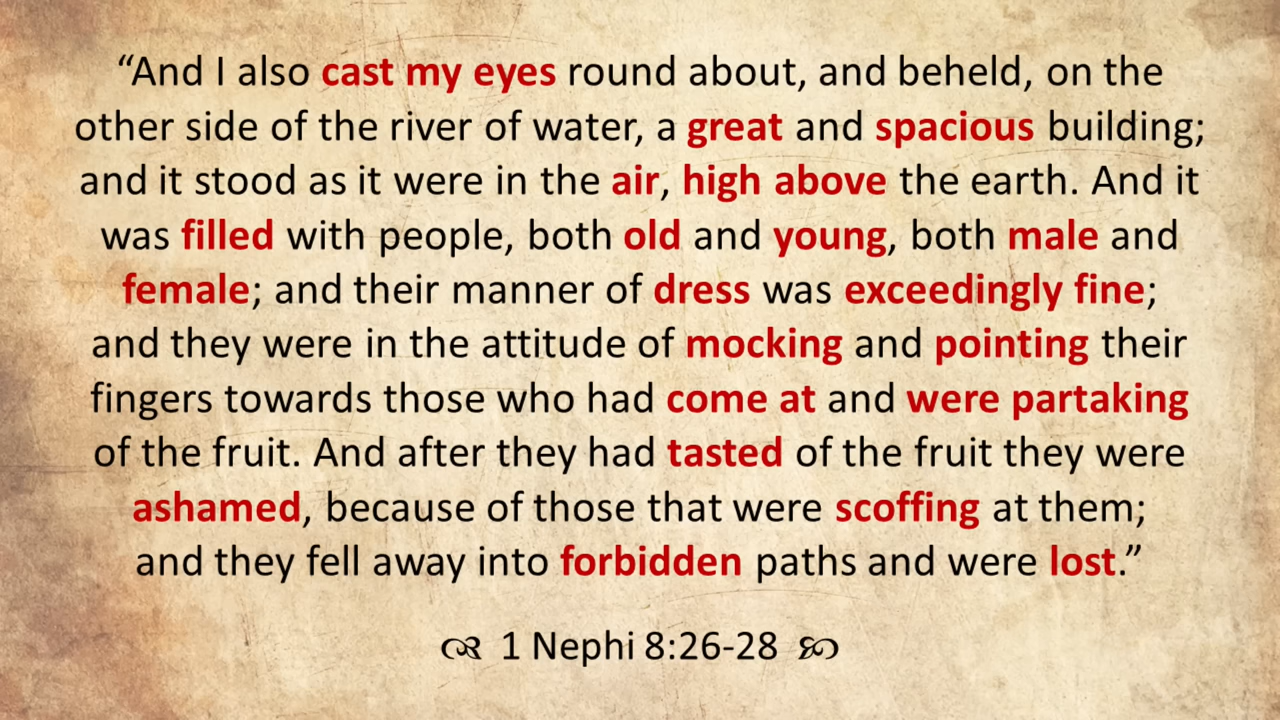 “And I also cast my eyes round about, and beheld, on the
other side of the river of water, a great and spacious building;
and it stood as it were in the air, high above the earth. And it
was filled with people, both old and young, both male and
female; and their manner of dress was exceedingly fine;
and they were in the attitude of mocking and pointing their
fingers towards those who had come at and were partaking
of the fruit. And after they had tasted of the fruit they were
ashamed, because of those that were scoffing at them;
and they fell away into forbidden paths and were lost.”
1 Nephi 8:26-28